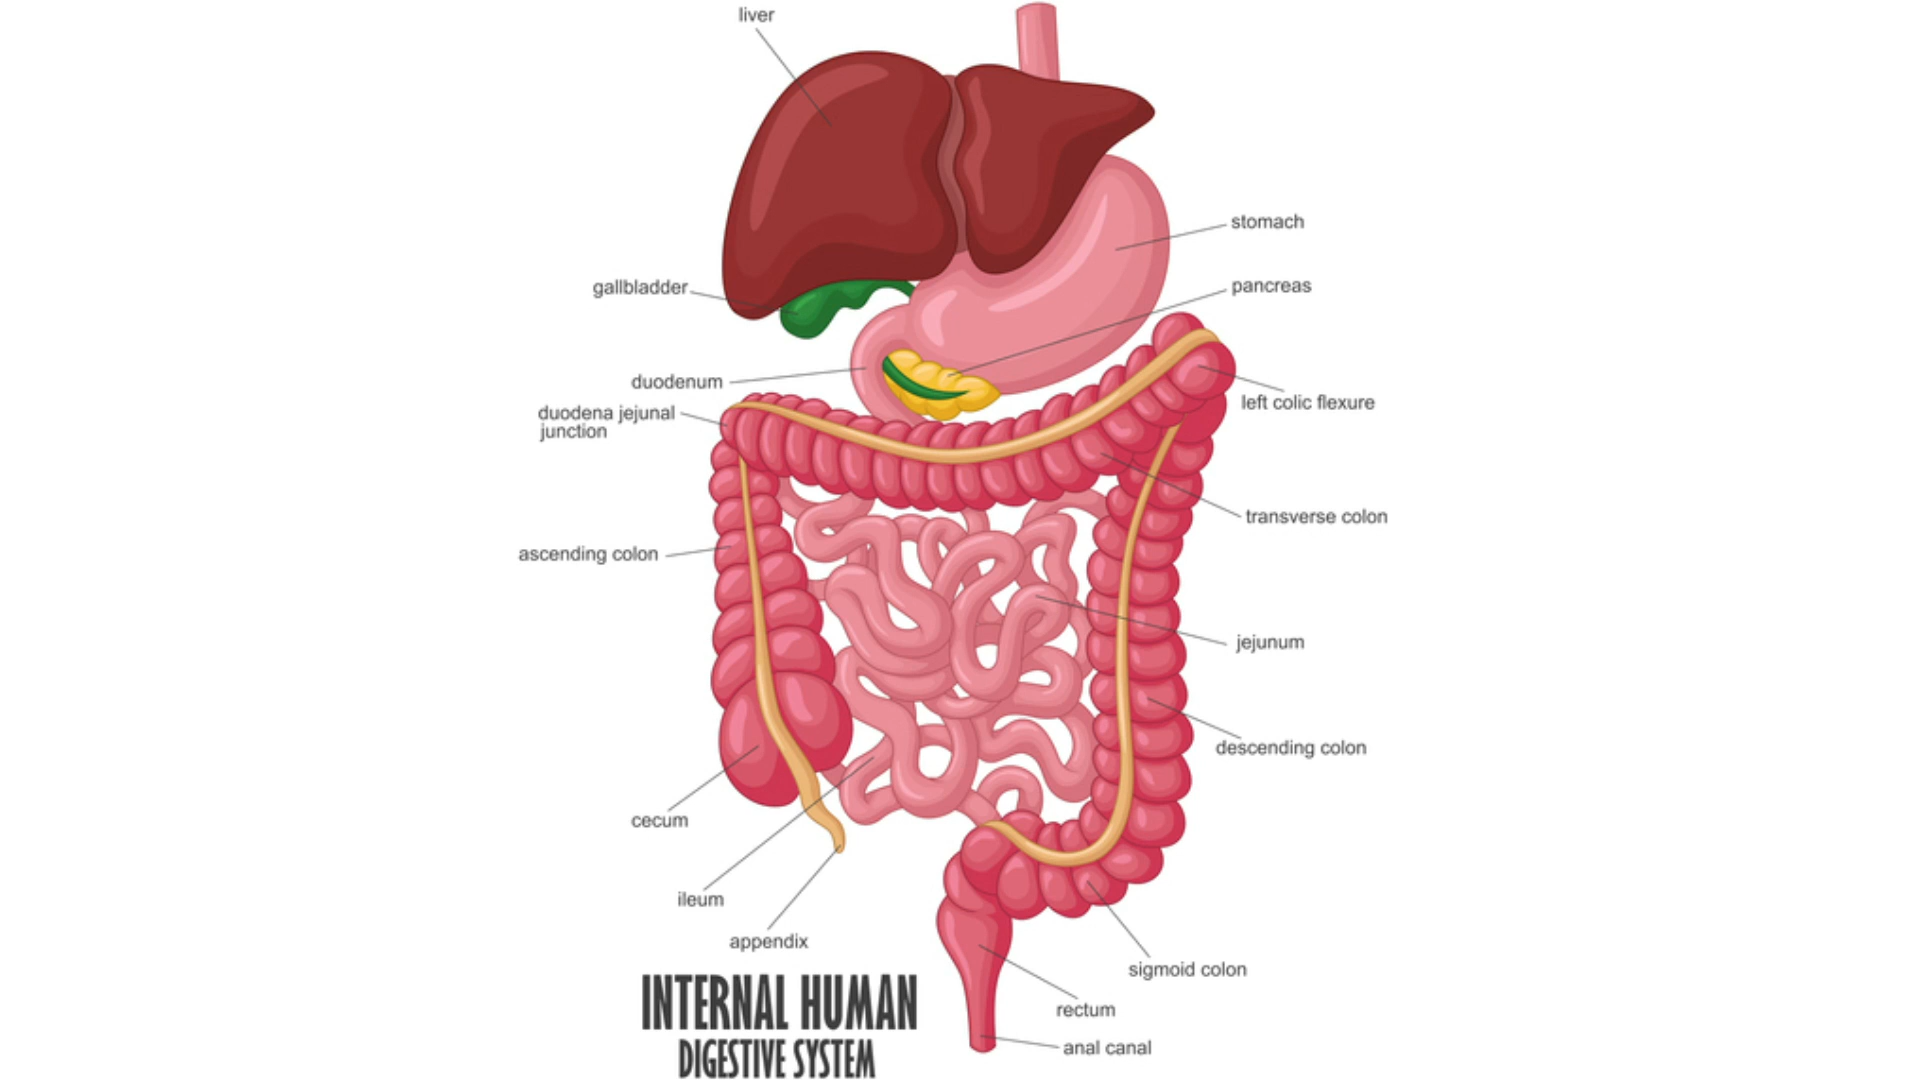 liver
stomach
pancreas
gallbladder
duodenum
duodena jejunal
junction
left colic flexure
transverse colon
ascending colon
jejunum
descending colon
cecum
ileum
appendix
sigmoid colon
rectum
anal canal
INTERNAL HUMAN
DIGESTIVE SYSTEM